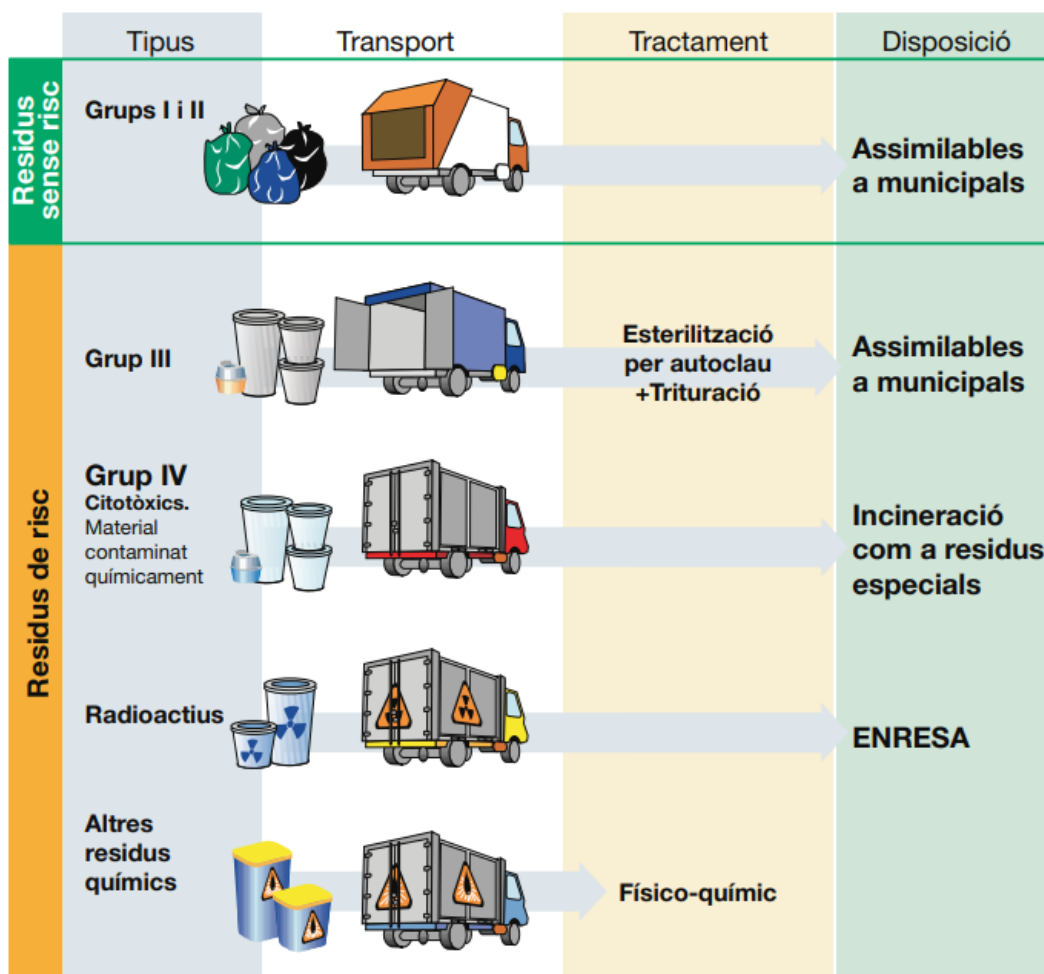 Tipus
Transport
Tractament
Disposició
Residus
sense risc
Grups I i II
Assimilables
a municipals
Residus de risc
Grup III
Esterilització
per autoclau
+Trituració
Assimilables
a municipals
Grup IV
Citotòxics.
Material
contaminat
químicament
Incineració
com a residus
especials
Radioactius
ENRESA
Altres
residus
químics
Físico-químic